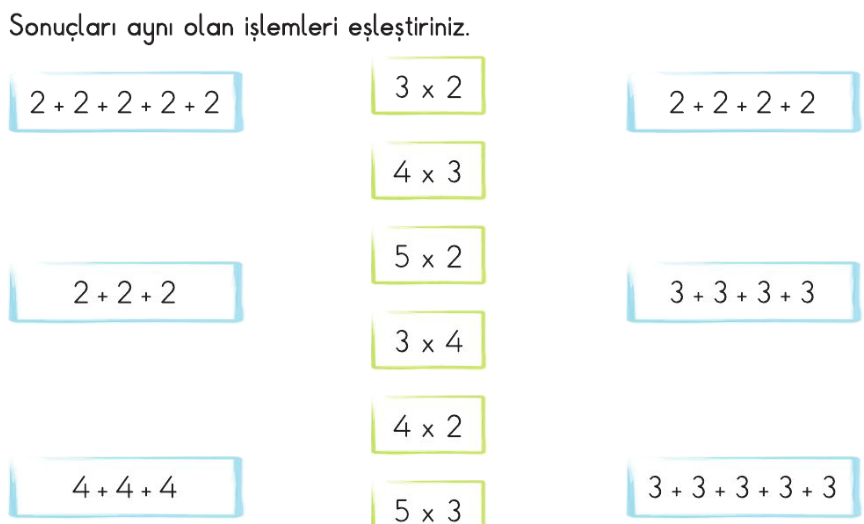 Sonuçları aynı olan işlemleri eşleştiriniz.
2 + 2 + 2 + 2 + 2
3 x 2
2 + 2 + 2 + 2
4 x 3
5 x 2
2 + 2 + 2
3 + 3 + 3 + 3
3 x 4
4 x 2
4 + 4 + 4
3 + 3 + 3 + 3 + 3
5 x 3